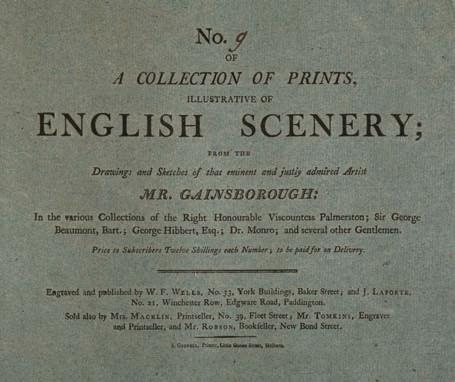 No. 9
OF
A COLLECTION OF PRINTS,
ILLUSTRATIVE OF
ENGLISH SCENERY;
FROM THE
Drawings and Sketches of that eminent and justly admired Artist
MR. GAINSBOROUGH:
In the various Collections of the Right Honourable Viscountess Palmerston; Sir George
Beaumont, Bart.; George Hibbert, Esq.; Dr. Monro; and several other Gentlemen.
Price to Subscribers Twelve Shillings each Number; to be paid for on Delivery.
Engraved and published by W. F. WELLS, No. 33, York Buildings, Baker Street; and J. LAPORTE,
No. 21, Winchester Row, Edgware Road, Paddington.
Sold also by Mrs. MACKLIN, Printseller, No. 39, Fleet Street; Mr. TOMKINS, Engraver
and Printseller, and Mr. ROBSON, Bookseller, New Bond Street.
Printer, Little Queen Street, Holborn.